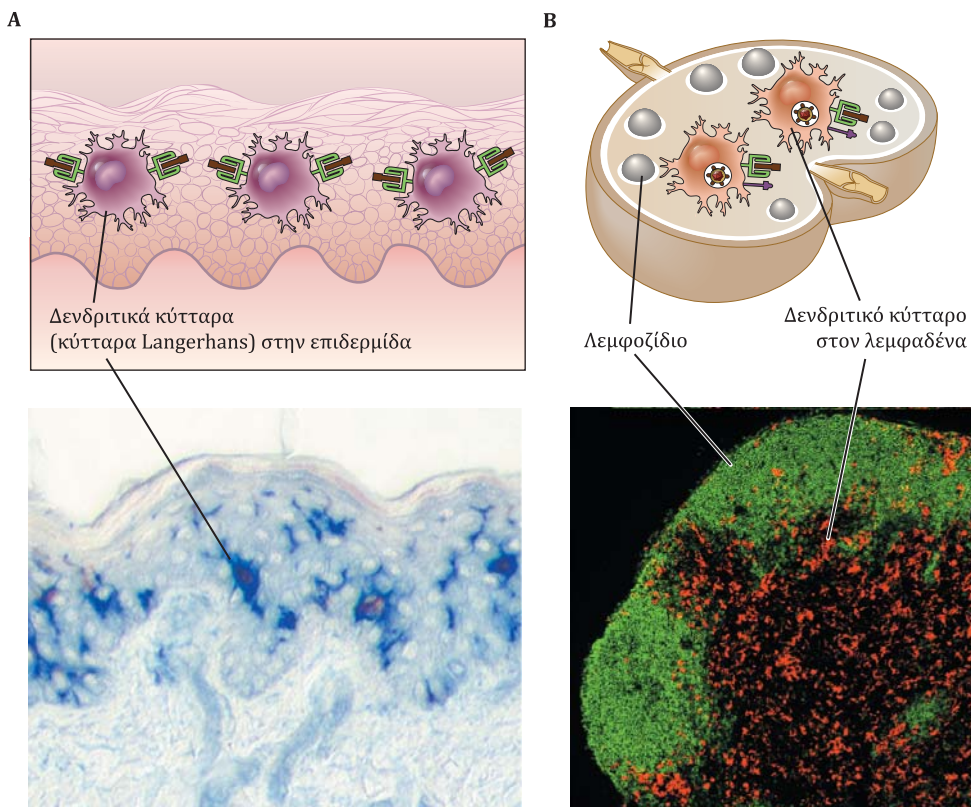 A
B
Δενδριτικά κύτταρα
(κύτταρα Langerhans) στην επιδερμίδα
Λεμφοζίδιο
Δενδριτικό κύτταρο
στον λεμφαδένα